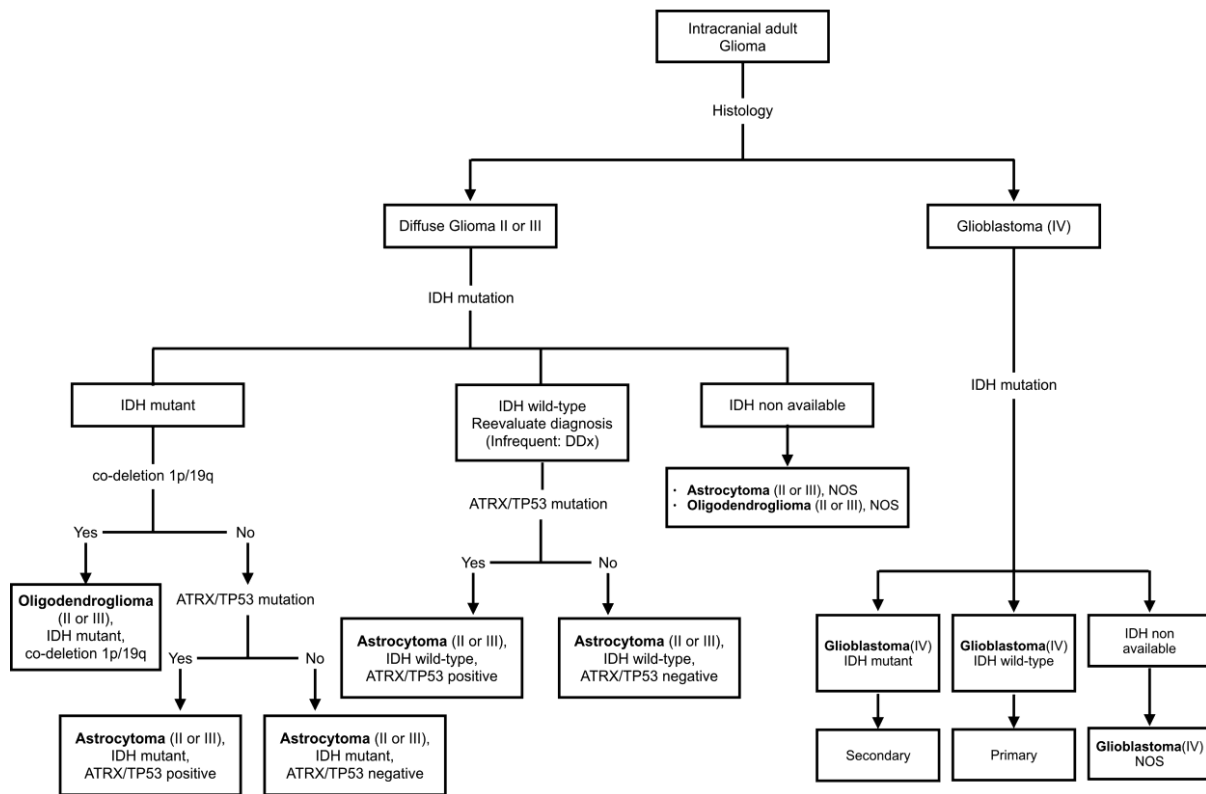 Intracranial adult
Glioma
Histology
Diffuse Glioma II or III
Glioblastoma (IV)
IDH mutation
IDH mutation
IDH mutant
IDH wild-type
Reevaluate diagnosis
(Infrequent: DDx)
IDH non available
co-deletion 1p/19q
ATRX/TP53 mutation
· Astrocytoma (II or III), NOS
· Oligodendroglioma (II or III), NOS
Yes
No
Yes
No
Oligodendroglioma
(II or III),
IDH mutant,
co-deletion 1p/19q
ATRX/TP53 mutation
Astrocytoma (II or III),
IDH wild-type,
ATRX/TP53 positive
Astrocytoma (II or III),
IDH wild-type,
ATRX/TP53 negative
Glioblastoma(IV)
IDH mutant
Glioblastoma(IV)
IDH wild-type
IDH non
available
Yes
No
Astrocytoma (II or III),
IDH mutant,
ATRX/TP53 positive
Astrocytoma (II or III),
IDH mutant,
ATRX/TP53 negative
Secondary
Primary
Glioblastoma(IV)
NOS